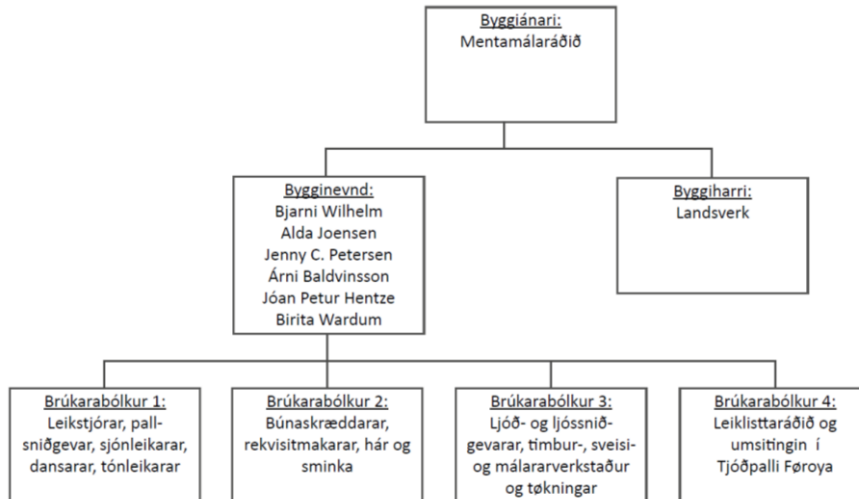 Byggiánari:
Mentamálaráðið
Bygginevnd:
Bjarni Wilhelm
Alda Joensen
Jenny C. Petersen
Árni Baldvinsson
Jóan Petur Hentze
Birita Wardum
Byggiharri:
Landsverk
Brúkarabólkur 1:
Leikstjórar, pall-
sniðgevar, sjónleikarar,
dansarar, tónleikarar
Brúkarabólkur 2:
Búnaskræddarar,
rekvisitmakarar, hár og
sminka
Brúkarabólkur 3:
Ljóð- og ljóssnið-
gevarar, timbur-, sveisi-
og málararverkstaður
og tøkningar
Brúkarabólkur 4:
Leiklisttaráðið og
umsitingin í
Tjóðpalli Føroya